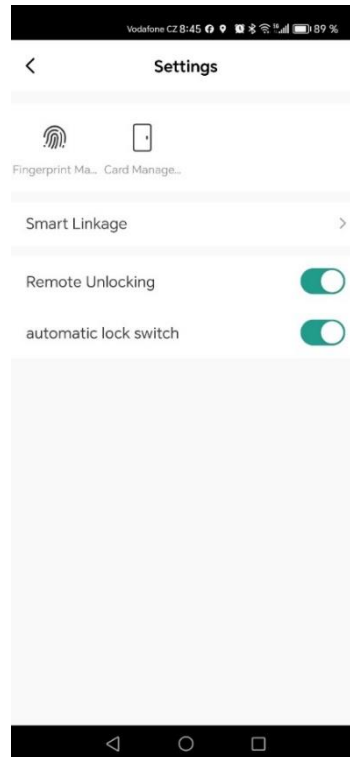 Vodafone CZ 8:45 89 %
Settings
Fingerprint Ma... Card Manage...
Smart Linkage
Remote Unlocking
automatic lock switch